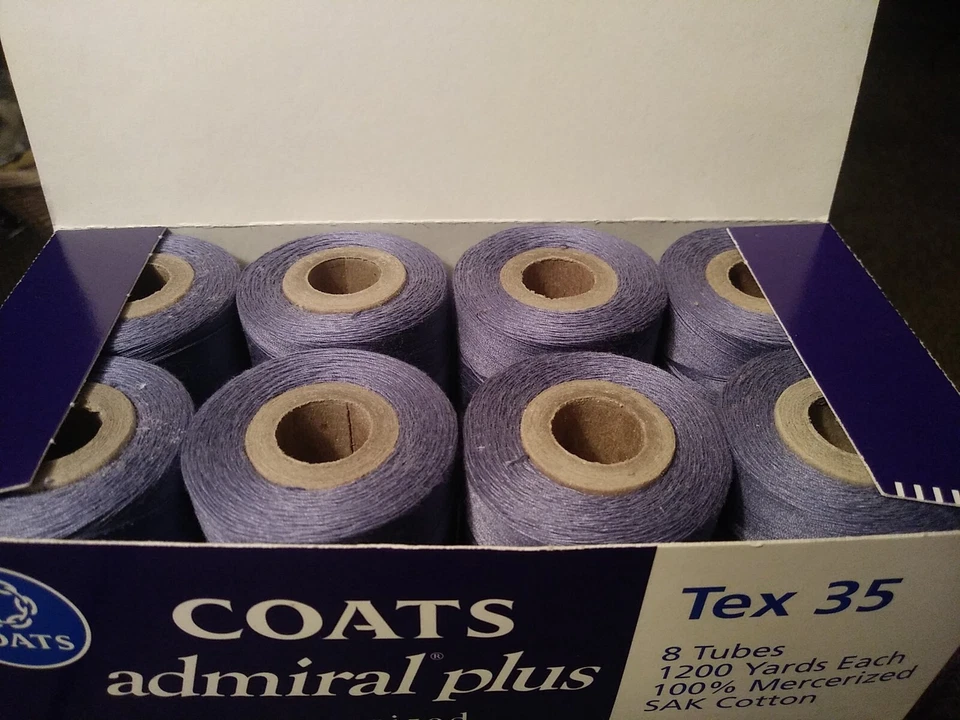 COATS
COATS
admiral® plus
Tex 35
8 Tubes
1200 Yards Each
100% Mercerized
SAK Cotton